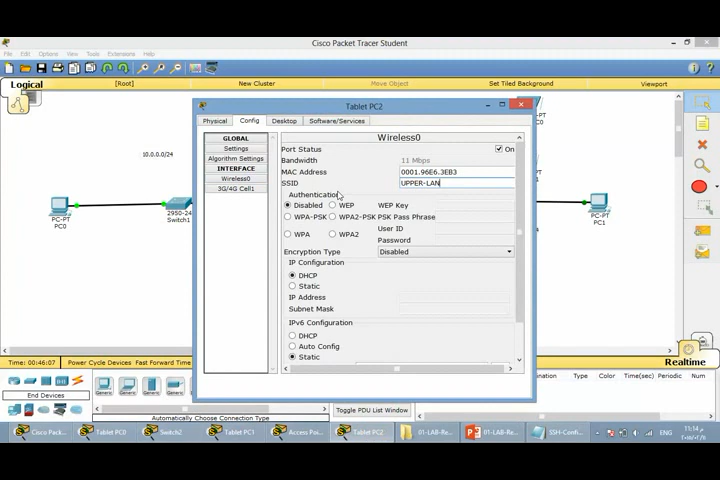 Cisco Packet Tracer Student
File Edit Options View Tools Extensions Help
Logical [Root] New Cluster Move Object Set Tiled Background Viewport
10.0.0.0/24
PC-PT
PC0
2950-24
Switch1
PC-PT
PC1
Tablet PC2
Physical Config Desktop Software/Services
GLOBAL
Settings
Algorithm Settings
INTERFACE
Wireless0
3G/4G Cell1
Wireless0
Port Status On
Bandwidth 11 Mbps
MAC Address 0001.96E6.3EB3
SSID UPPER-LAN
Authentication
Disabled WEP WEP Key
WPA-PSK WPA2-PSK PSK Pass Phrase
User ID
WPA WPA2
Password
Encryption Type Disabled
IP Configuration
DHCP
Static
IP Address
Subnet Mask
IPv6 Configuration
DHCP
Auto Config
Static
Time: 00:46:07 Power Cycle Devices Fast Forward Time Realtime
End Devices
Generic Generic Generic Generic
Automatically Choose Connection Type
Toggle PDU List Window
Type Color Time(sec) Periodic Num
Cisco Pack... Tablet PC0 Switch2 Tablet PC1 Access Poi... Tablet PC2 01-LAB-Re... 01-LAB-Re... SSH-Confi... ENG